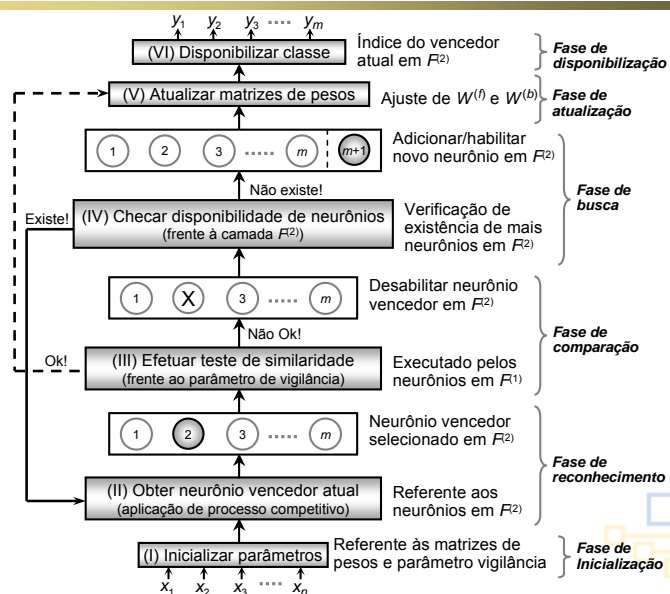 y1 y2 y3 ..... ym
(VI) Disponibilizar classe
Índice do vencedor
atual em F(2)
Fase de
disponibilização
(V) Atualizar matrizes de pesos
Ajuste de W(f) e W(b)
Fase de
atualização
1 2 3 ..... m m+1
Adicionar/habilitar
novo neurônio em F(2)
Não existe!
Existe!
(IV) Checar disponibilidade de neurônios
(frente à camada F(2))
Verificação de
existência de mais
neurônios em F(2)
Fase de
busca
1 X 3 ..... m
Desabilitar neurônio
vencedor em F(2)
Não Ok!
Ok!
(III) Efetuar teste de similaridade
(frente ao parâmetro de vigilância)
Executado pelos
neurônios em F(1)
Fase de
comparação
1 2 3 ..... m
Neurônio vencedor
selecionado em F(2)
(II) Obter neurônio vencedor atual
(aplicação de processo competitivo)
Referente aos
neurônios em F(2)
Fase de
reconhecimento
(I) Inicializar parâmetros
Referente às matrizes de
pesos e parâmetro vigilância
Fase de
Inicialização
x1 x2 x3 ..... xn